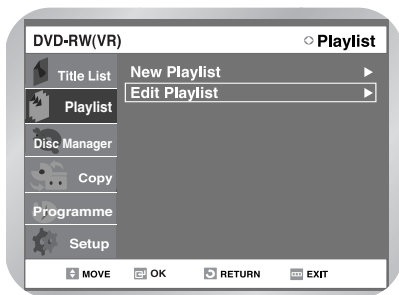 DVD-RW(VR) Playlist
Title List
Playlist
Disc Manager
Copy
Programme
Setup
New Playlist ►
Edit Playlist ►
MOVE OK RETURN EXIT